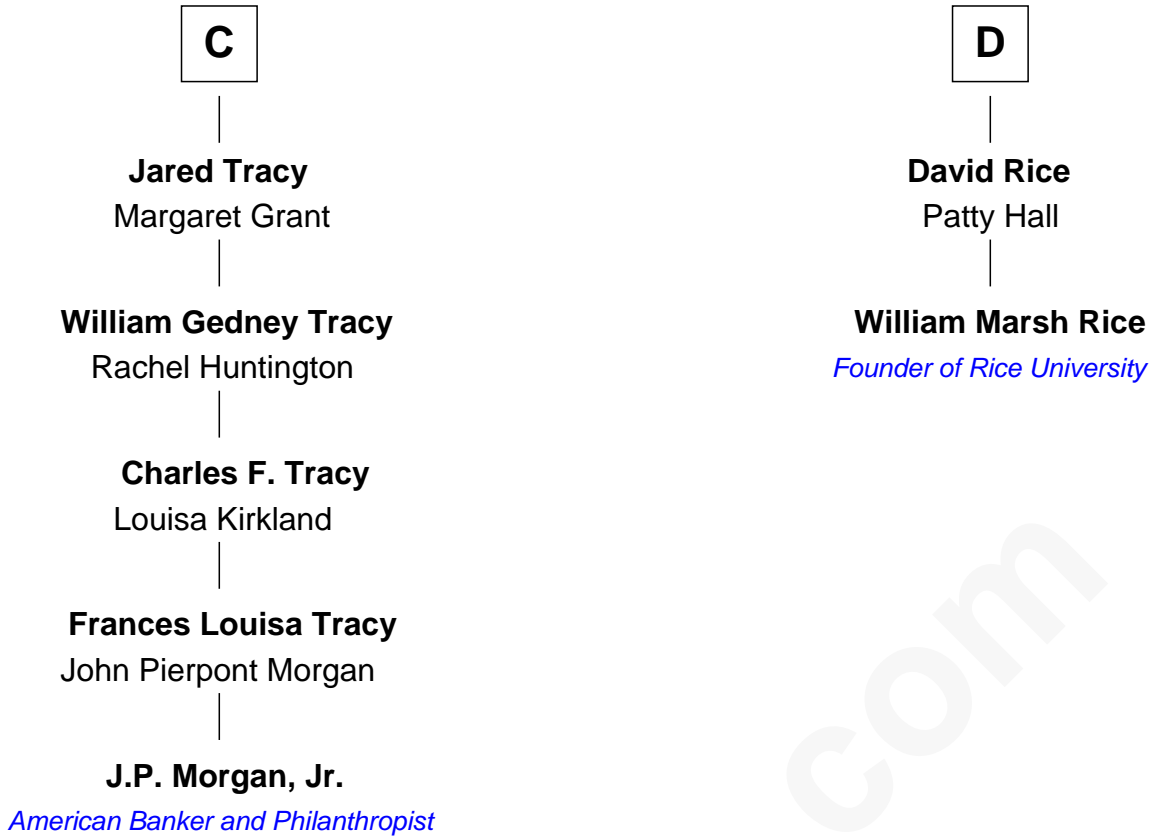 C
Jared Tracy
Margaret Grant
William Gedney Tracy
Rachel Huntington
Charles F. Tracy
Louisa Kirkland
Frances Louisa Tracy
John Pierpont Morgan
J.P. Morgan, Jr.
American Banker and Philanthropist
D
David Rice
Patty Hall
William Marsh Rice
Founder of Rice University
com